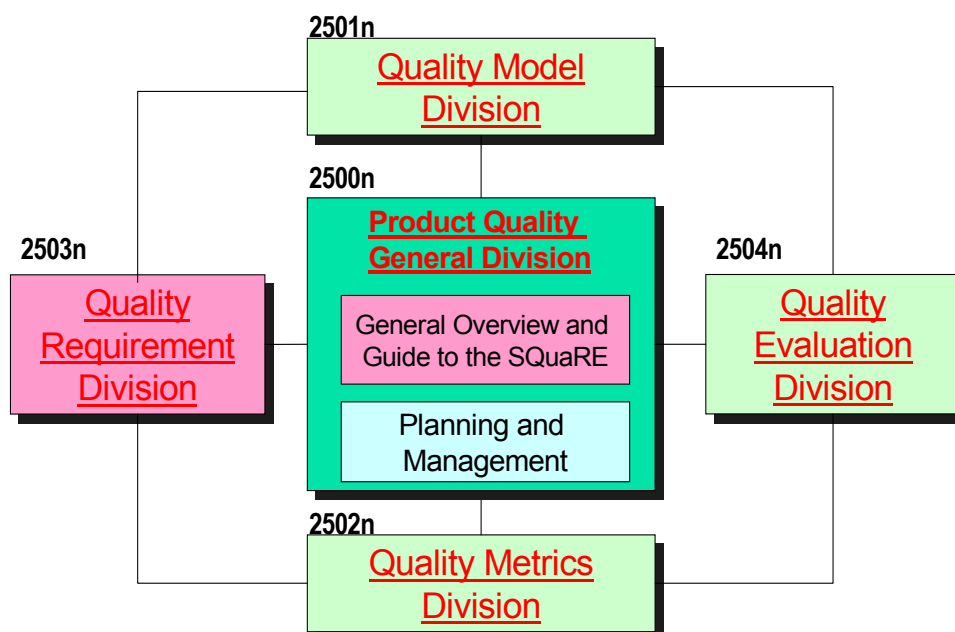 2501n
Quality Model
Division
2500n
Product Quality
General Division
General Overview and
Guide to the SQuaRE
Planning and
Management
2503n
Quality
Requirement
Division
2504n
Quality
Evaluation
Division
2502n
Quality Metrics
Division